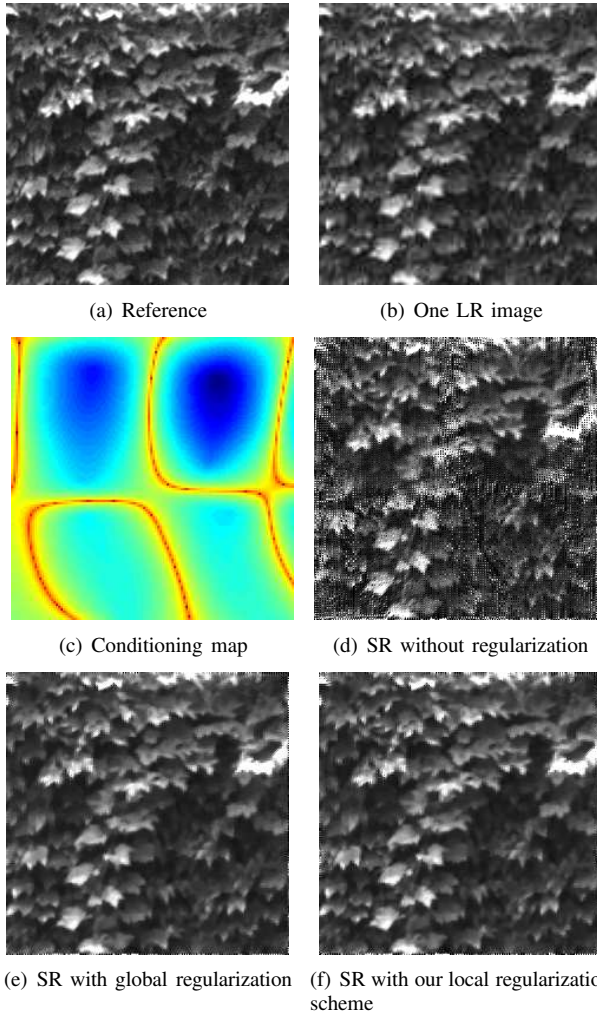 (a) Reference
(b) One LR image
(c) Conditioning map
(d) SR without regularization
(e) SR with global regularization
(f) SR with our local regularizatio
scheme